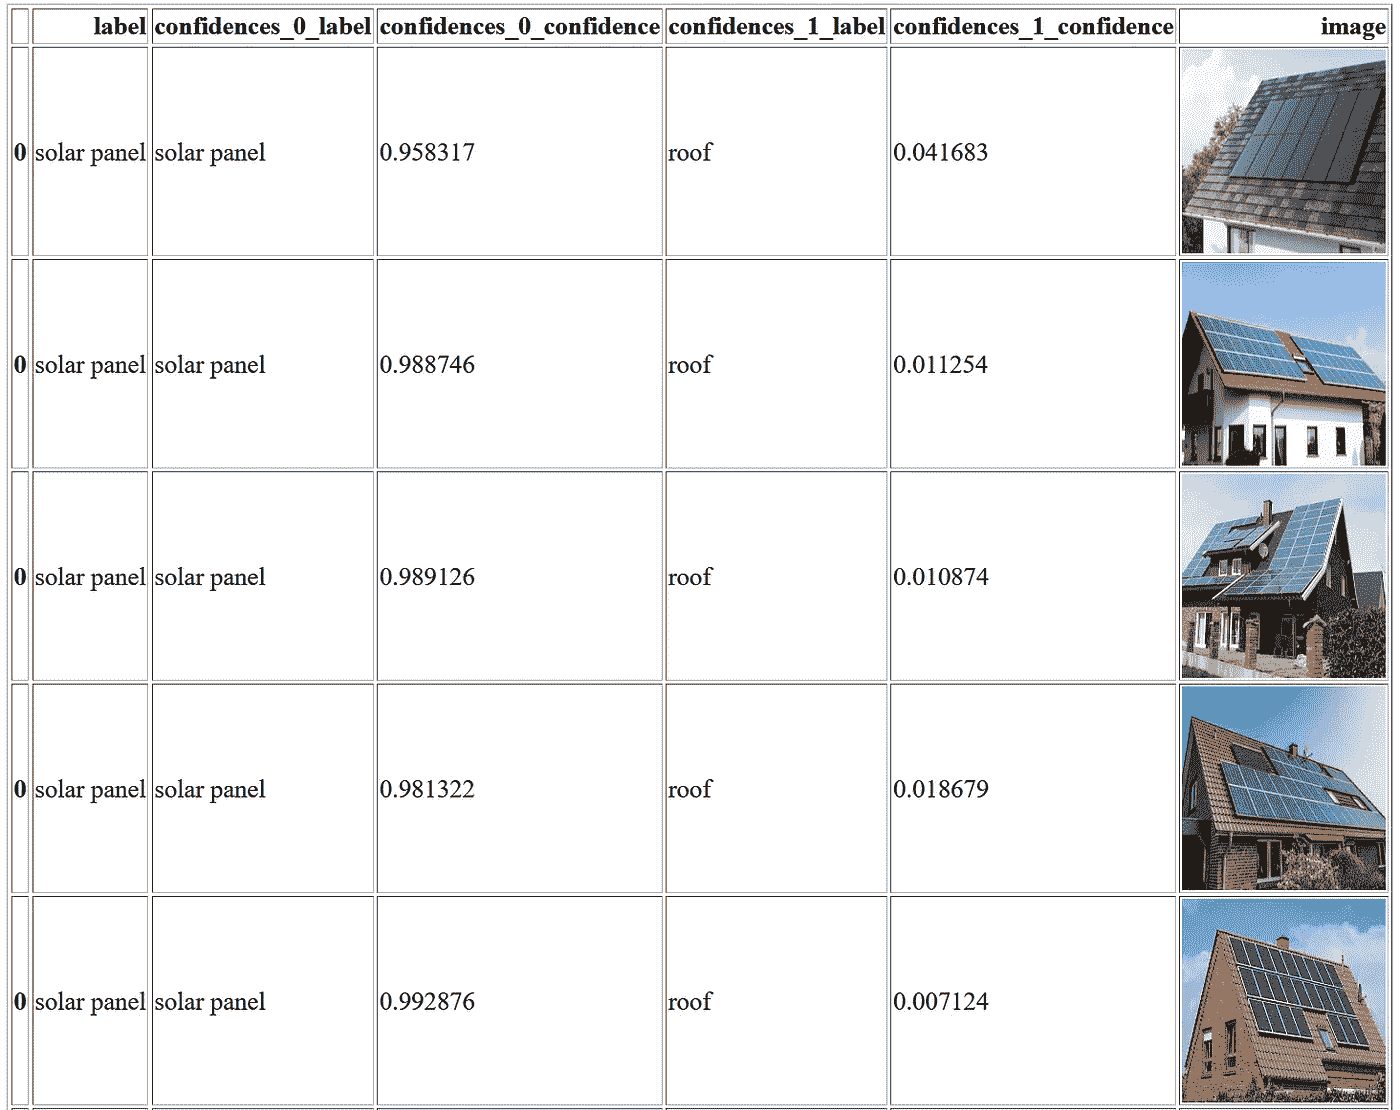 label confidences_0_label confidences_0_confidence confidences_1_label confidences_1_confidence image
0 solar panel solar panel 0.958317 roof 0.041683
0 solar panel solar panel 0.988746 roof 0.011254
0 solar panel solar panel 0.989126 roof 0.010874
0 solar panel solar panel 0.981322 roof 0.018679
0 solar panel solar panel 0.992876 roof 0.007124